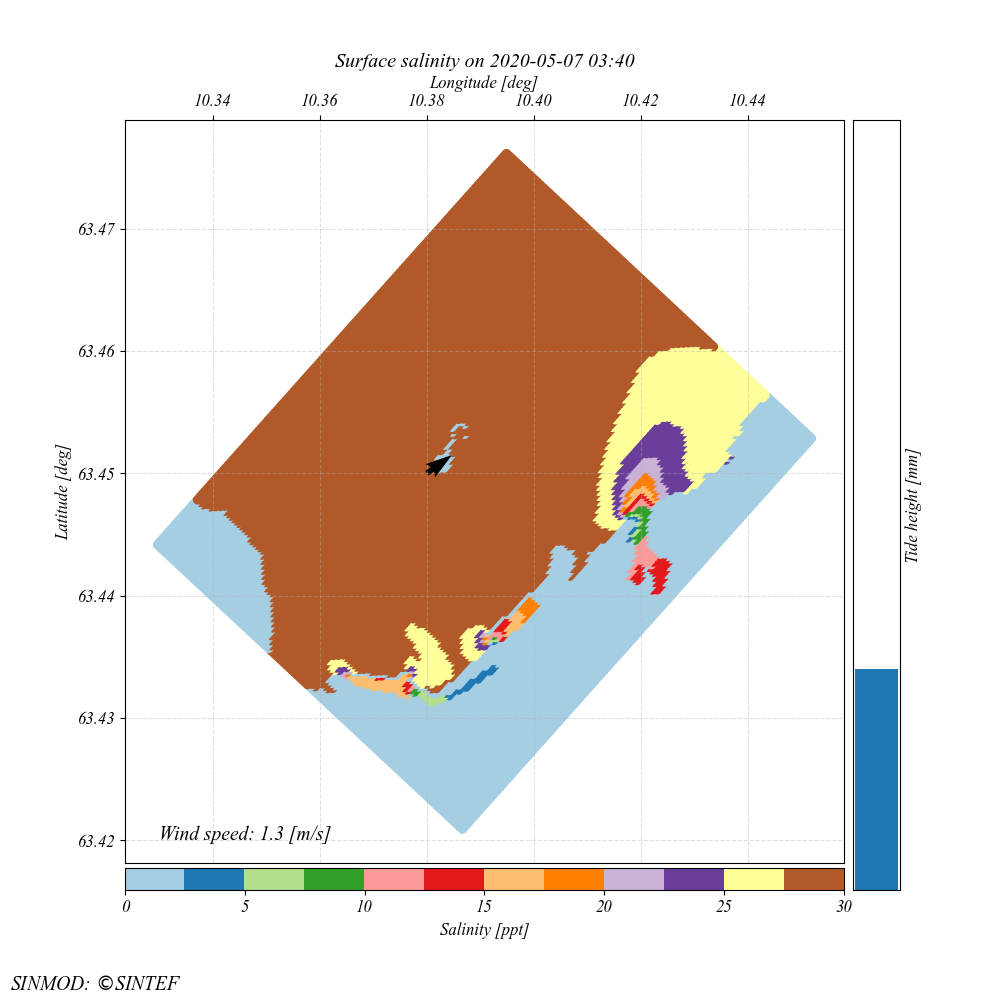 Surface salinity on 2020-05-07 03:40
Longitude [deg]
10.34 10.36 10.38 10.40 10.42 10.44
63.47
63.46
63.45
63.44
63.43
63.42
Latitude [deg]
Tide height [mm]
Wind speed: 1.3 [m/s]
0 5 10 15 20 25 30
Salinity [ppt]
SINMOD: ©SINTEF